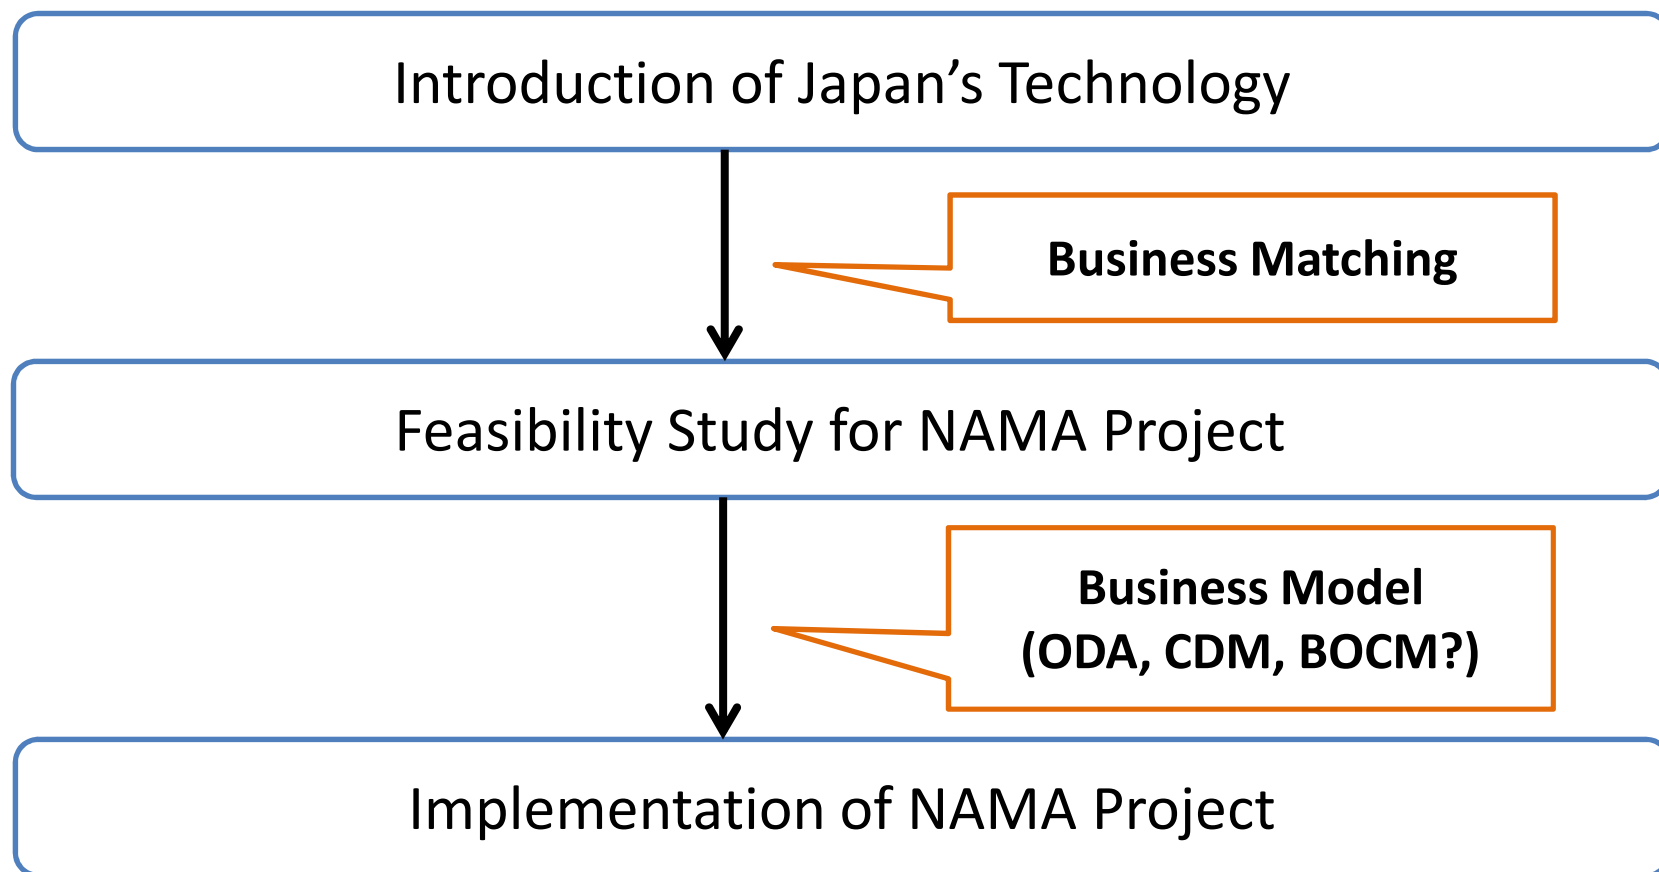 Introduction of Japan’s Technology
Business Matching
Feasibility Study for NAMA Project
Business Model
(ODA, CDM, BOCM?)
Implementation of NAMA Project